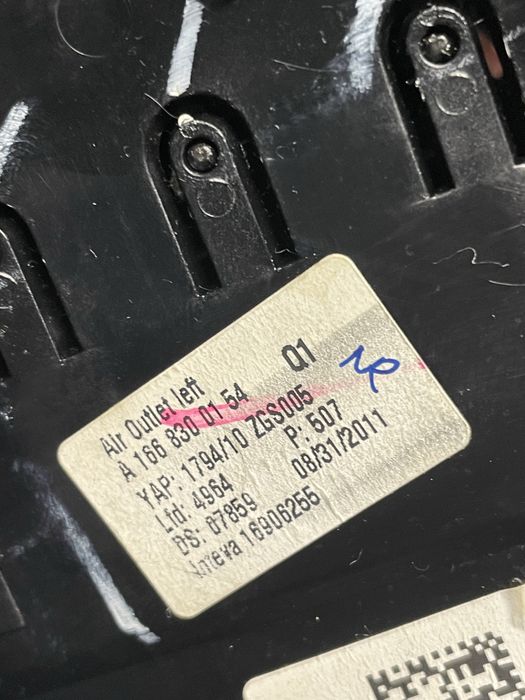 Air Outlet left Q1
A 166 830 01 54
YAP: 1794/10 ZGS005
Lfd: 4964 P: 507
DS: 07859 08/31/2011
16906255